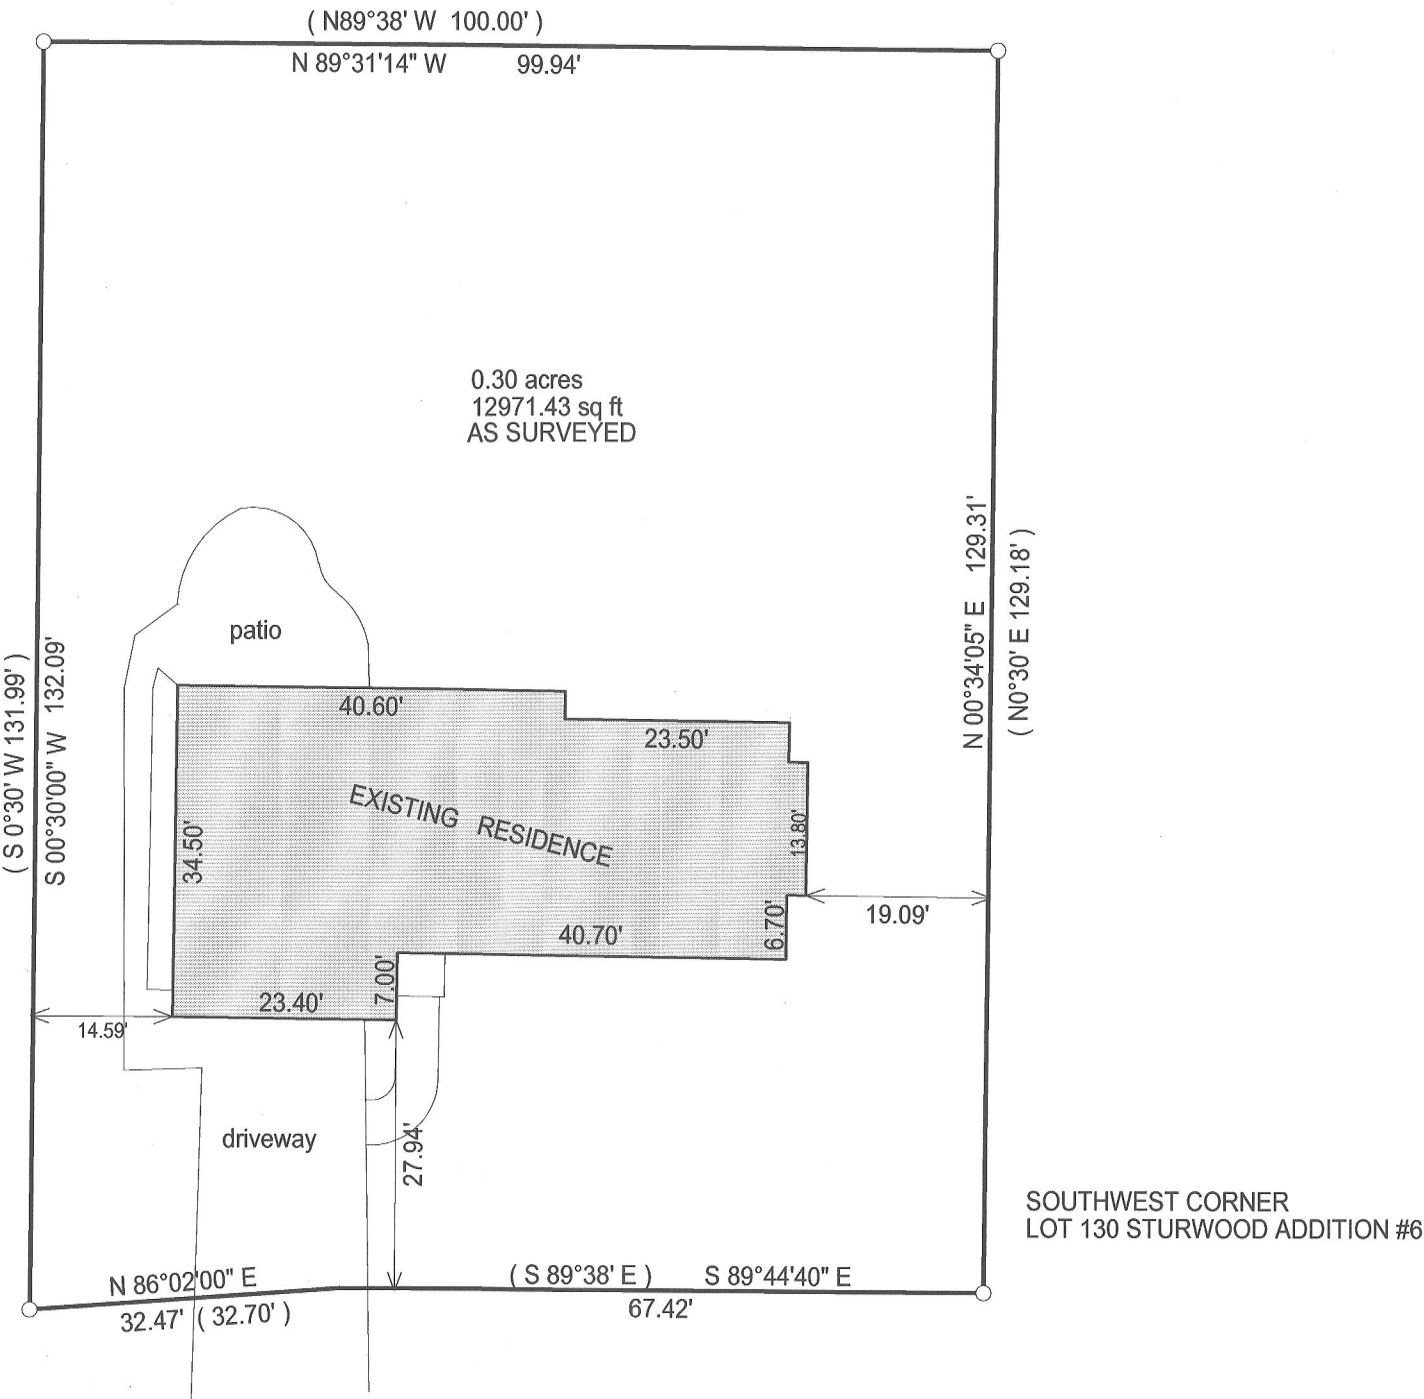 ( N89°38' W 100.00' )
N 89°31'14" W 99.94'
0.30 acres
12971.43 sq ft
AS SURVEYED
N 00°34'05" E 129.31'
( N0°30' E 129.18' )
( S 0°30' W 131.99' )
S 00°30'00" W 132.09'
patio
40.60'
23.50'
EXISTING RESIDENCE
34.50'
13.80'
19.09'
6.70'
40.70'
7.00'
23.40'
14.59'
27.94'
driveway
SOUTHWEST CORNER
LOT 130 STURWOOD ADDITION #6
N 86°02'00" E
( S 89°38' E ) S 89°44'40" E
32.47' ( 32.70' )
67.42'